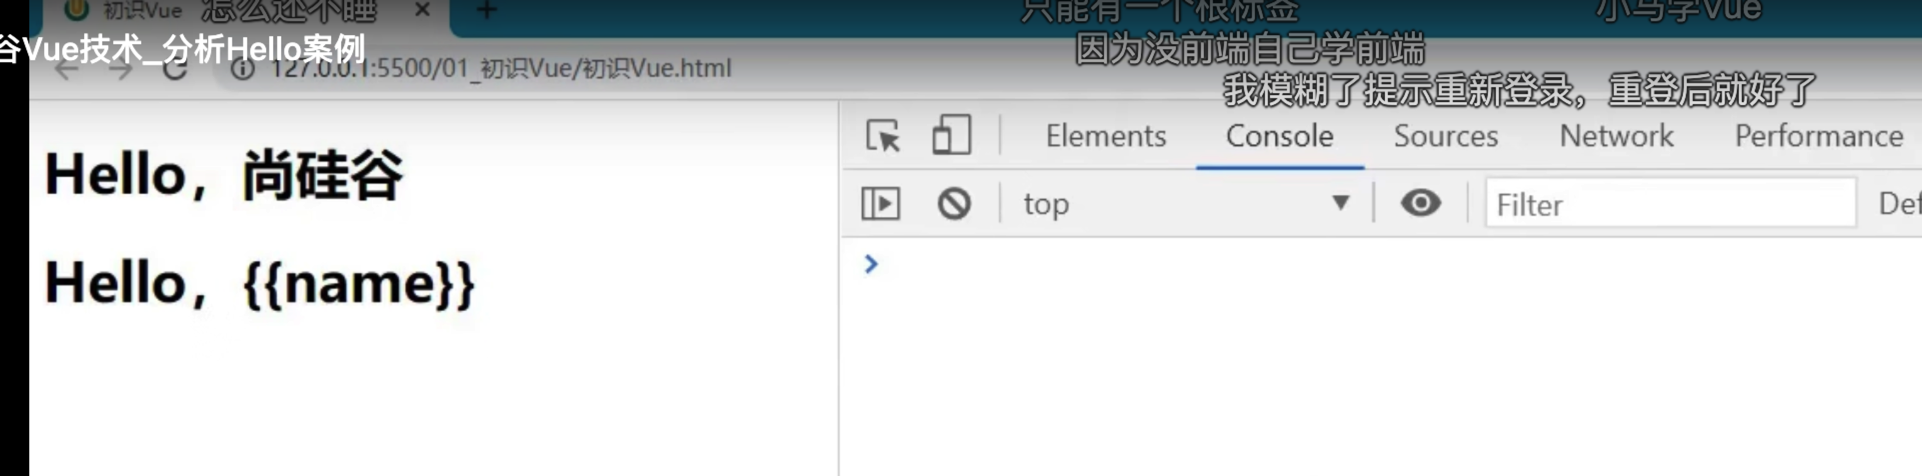 初识Vue 怎么还不睡 × + 只能有一个根标签 小马学Vue
谷Vue技术_分析Hello案例 因为没前端自己学前端
127.0.0.1:5500/01_初识Vue/初识Vue.html
我模糊了提示重新登录，重登后就好了
Elements Console Sources Network Performance
top Filter Def
Hello，尚硅谷
Hello，{{name}}